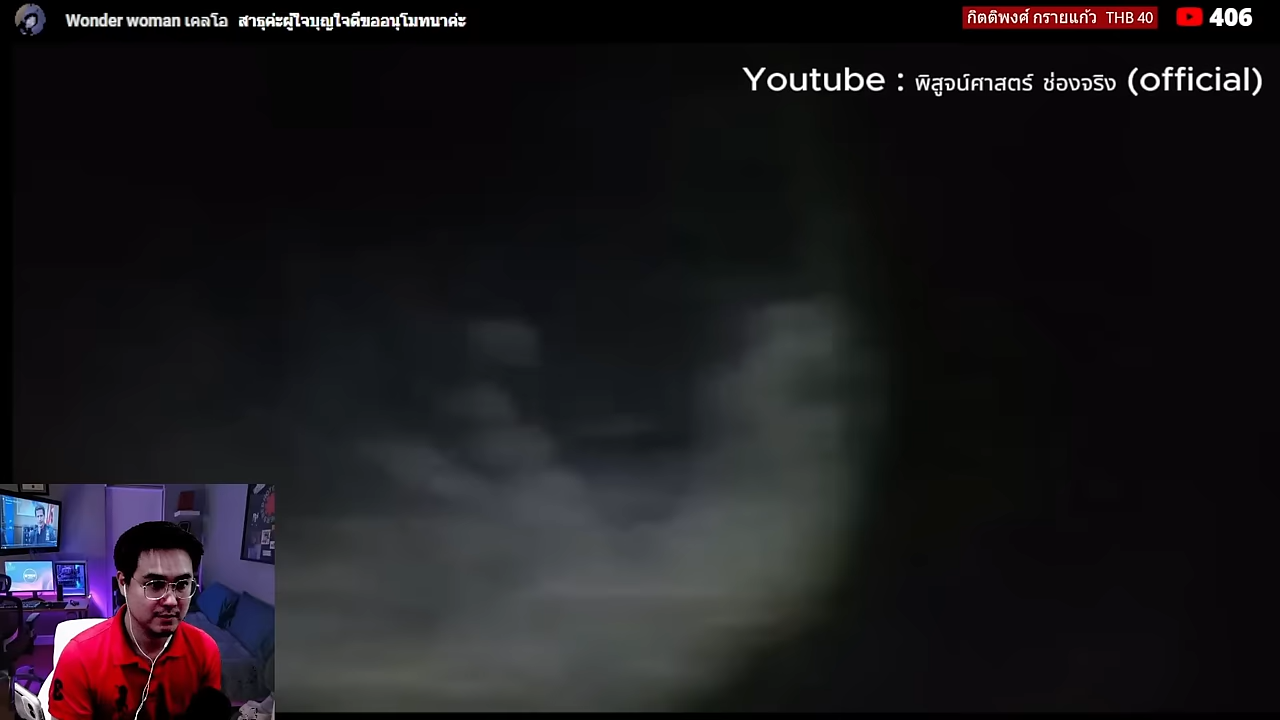 Wonder woman เคลโอ สาธุค่ะผู้ใจบุญใจดีขออนุโมทนาค่ะ
กิตติพงศ์ กรายแก้ว THB 40
406
Youtube : พิสูจน์ศาสตร์ ช่องจริง (official)